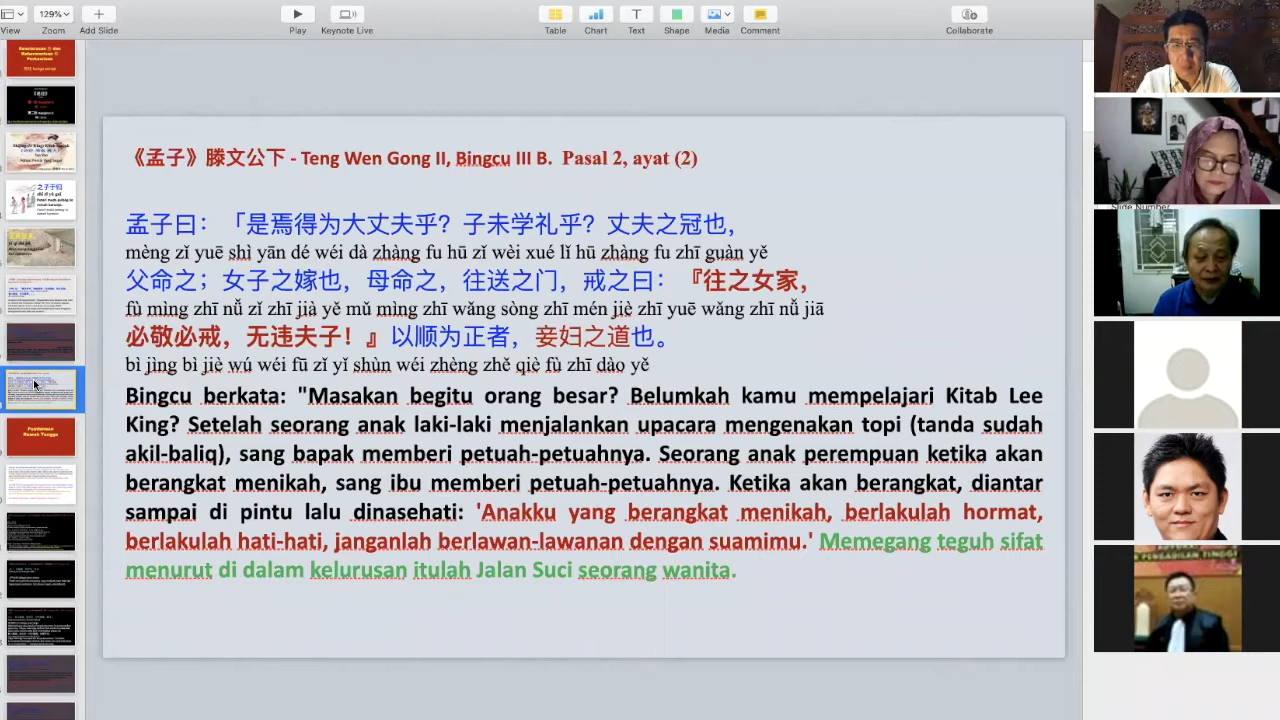 View
129%
Zoom
Add Slide
Play
Keynote Live
Table
Chart
Text
Shape
Media
Comment
Collaborate
《孟子》滕文公下 - Teng Wen Gong II, Bingcu III B. Pasal 2, ayat (2)
孟子曰：「是焉得为大丈夫乎？子未学礼乎？丈夫之冠也，
mèng zǐ yuē shì yān dé wéi dà zhàng fu hū zǐ wèi xué lǐ hū zhàng fu zhī guàn yě
父命之；女子之嫁也，母命之，往送之门，戒之曰：『往之女家，
fù mìng zhī nǚ zǐ zhī jià yě mǔ mìng zhī wǎng sòng zhī mén jiè zhī yuē wǎng zhī nǚ jiā
必敬必戒，无违夫子！』以顺为正者，妾妇之道也。
bì jìng bì jiè wú wéi fū zǐ yǐ shùn wéi zhèng zhě qiè fù zhī dào yě
Bingcu berkata: "Masakan begitu orang besar? Belumkah kamu mempelajari Kitab Lee
King? Setelah seorang anak laki-laki menjalankan upacara mengenakan topi (tanda sudah
akil-baliq), sang bapak memberi petuah-petuahnya. Seorang anak perempuan ketika akan
berangkat menikah, sang ibu memberi petuah-petuahnya. Ketika akan berangkat, diantar
sampai di pintu lalu dinasehati: 'Anakku yang berangkat menikah, berlakulah hormat,
berlakulah hati-hati, janganlah berlawan-lawanan dengan suamimu.' Memegang teguh sifat
menurut di dalam kelurusan itulah Jalan Suci seorang wanita.
Slide Number
之子于归
zhī zǐ yú guī